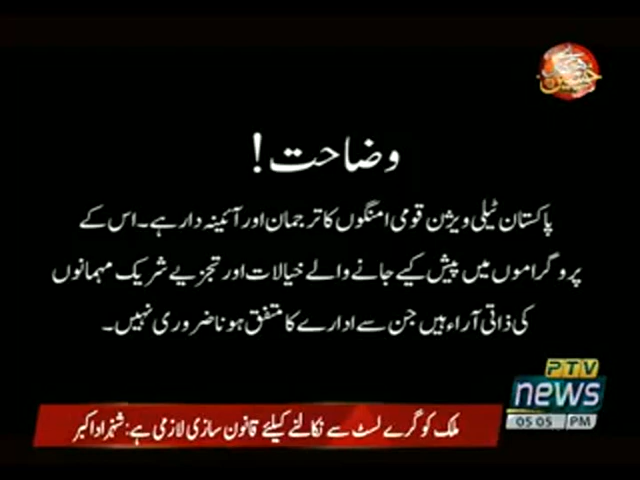 وضاحت!
پاکستان ٹیلی ویژن قومی امنگوں کا ترجمان اور آئینہ دار ہے۔ اس کے
پروگراموں میں پیش کیے جانے والے خیالات اور تجزیے شریک مہمانوں
کی ذاتی آراء ہیں جن سے ادارے کا متفق ہونا ضروری نہیں۔
PTV
news
05:05 PM
ملک کو گرے لسٹ سے نکالنے کیلئے قانون سازی لازمی ہے: شہزاد اکبر